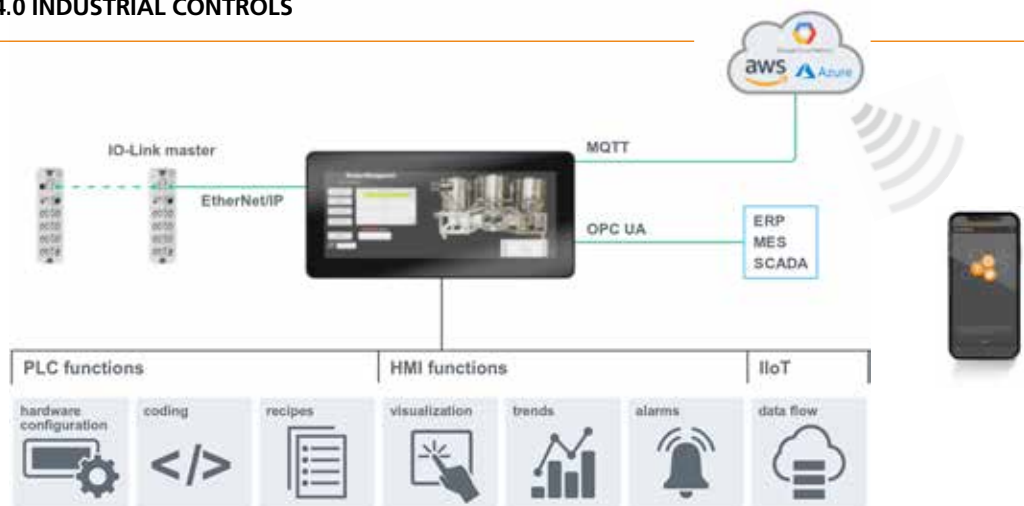 4.0 INDUSTRIAL CONTROLS
aws
Azure
IO-Link master
MQTT
EtherNet/IP
OPC UA
ERP
MES
SCADA
PLC functions
HMI functions
IIoT
hardware
configuration
coding
recipes
visualization
trends
alarms
data flow